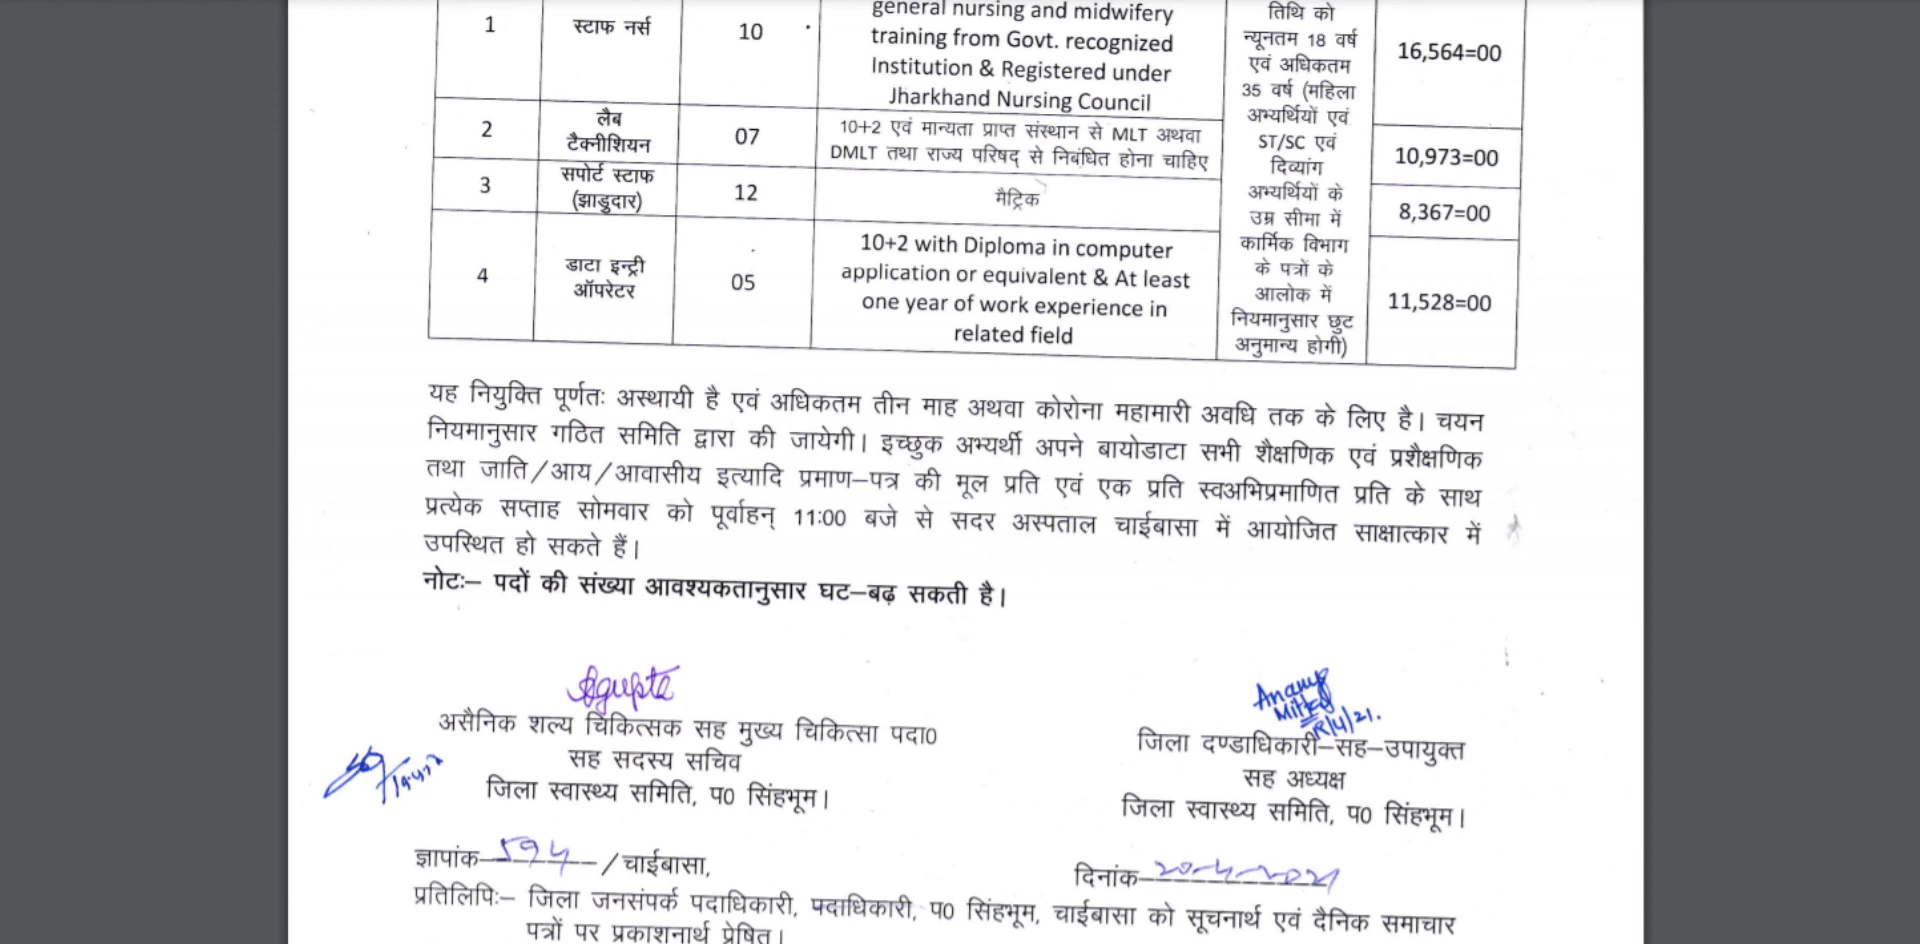 1
स्टाफ नर्स
10
general nursing and midwifery
training from Govt. recognized
Institution & Registered under
Jharkhand Nursing Council
तिथि को
न्यूनतम 18 वर्ष
एवं अधिकतम
35 वर्ष (महिला
अभ्यर्थियों एवं
ST/SC एवं
दिव्यांग
अभ्यर्थियों के
उम्र सीमा में
कार्मिक विभाग
के पत्रों के
आलोक में
नियमानुसार छुट
अनुमान्य होगी)
16,564=00
2
लैब
टैक्नीशियन
07
10+2 एवं मान्यता प्राप्त संस्थान से MLT अथवा
DMLT तथा राज्य परिषद् से निबंधित होना चाहिए
10,973=00
3
सपोर्ट स्टाफ
(झाडुदार)
12
मैट्रिक
8,367=00
4
डाटा इन्ट्री
ऑपरेटर
05
10+2 with Diploma in computer
application or equivalent & At least
one year of work experience in
related field
11,528=00
यह नियुक्ति पूर्णतः अस्थायी है एवं अधिकतम तीन माह अथवा कोरोना महामारी अवधि तक के लिए है। चयन
नियमानुसार गठित समिति द्वारा की जायेगी। इच्छुक अभ्यर्थी अपने बायोडाटा सभी शैक्षणिक एवं प्रशैक्षणिक
तथा जाति/आय/आवासीय इत्यादि प्रमाण–पत्र की मूल प्रति एवं एक प्रति स्वअभिप्रमाणित प्रति के साथ
प्रत्येक सप्ताह सोमवार को पूर्वाहन् 11:00 बजे से सदर अस्पताल चाईबासा में आयोजित साक्षात्कार में
उपस्थित हो सकते हैं।
नोटः– पदों की संख्या आवश्यकतानुसार घट–बढ़ सकती है।
Agupta
असैनिक शल्य चिकित्सक सह मुख्य चिकित्सा पदा0
सह सदस्य सचिव
जिला स्वास्थ्य समिति, प0 सिंहभूम।
जिला दण्डाधिकारी–सह–उपायुक्त
सह अध्यक्ष
जिला स्वास्थ्य समिति, प0 सिंहभूम।
ज्ञापांक 594 /चाईबासा,
दिनांक 20-4-2021
प्रतिलिपिः– जिला जनसंपर्क पदाधिकारी, पदाधिकारी, प0 सिंहभूम, चाईबासा को सूचनार्थ एवं दैनिक समाचार
पत्रों पर प्रकाशनार्थ प्रेषित।